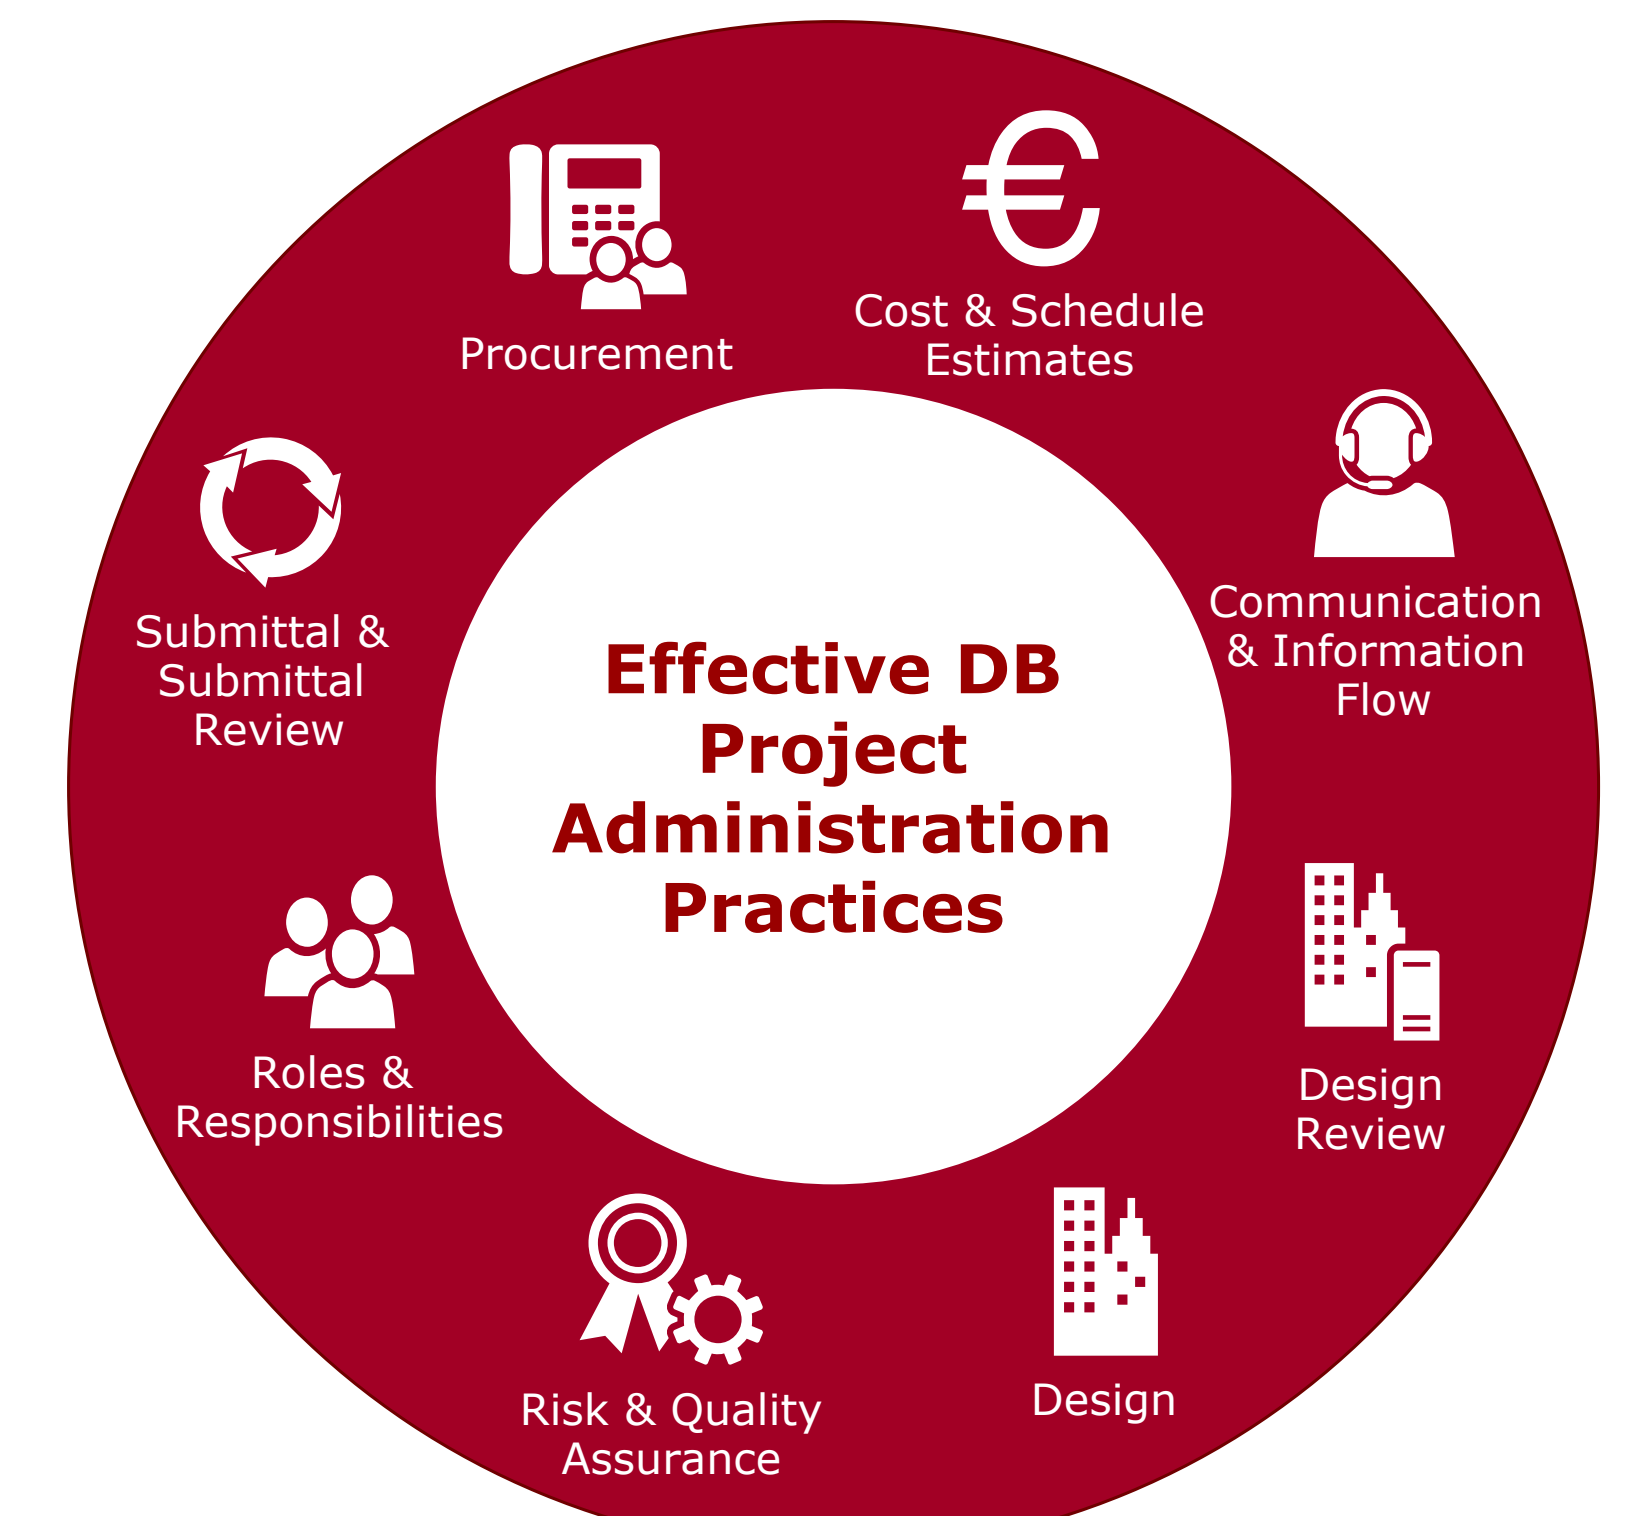 Procurement
Cost & Schedule
Estimates
Communication
& Information
Flow
Submittal &
Submittal
Review
Effective DB
Project
Administration
Practices
Roles &
Responsibilities
Design
Review
Risk & Quality
Assurance
Design